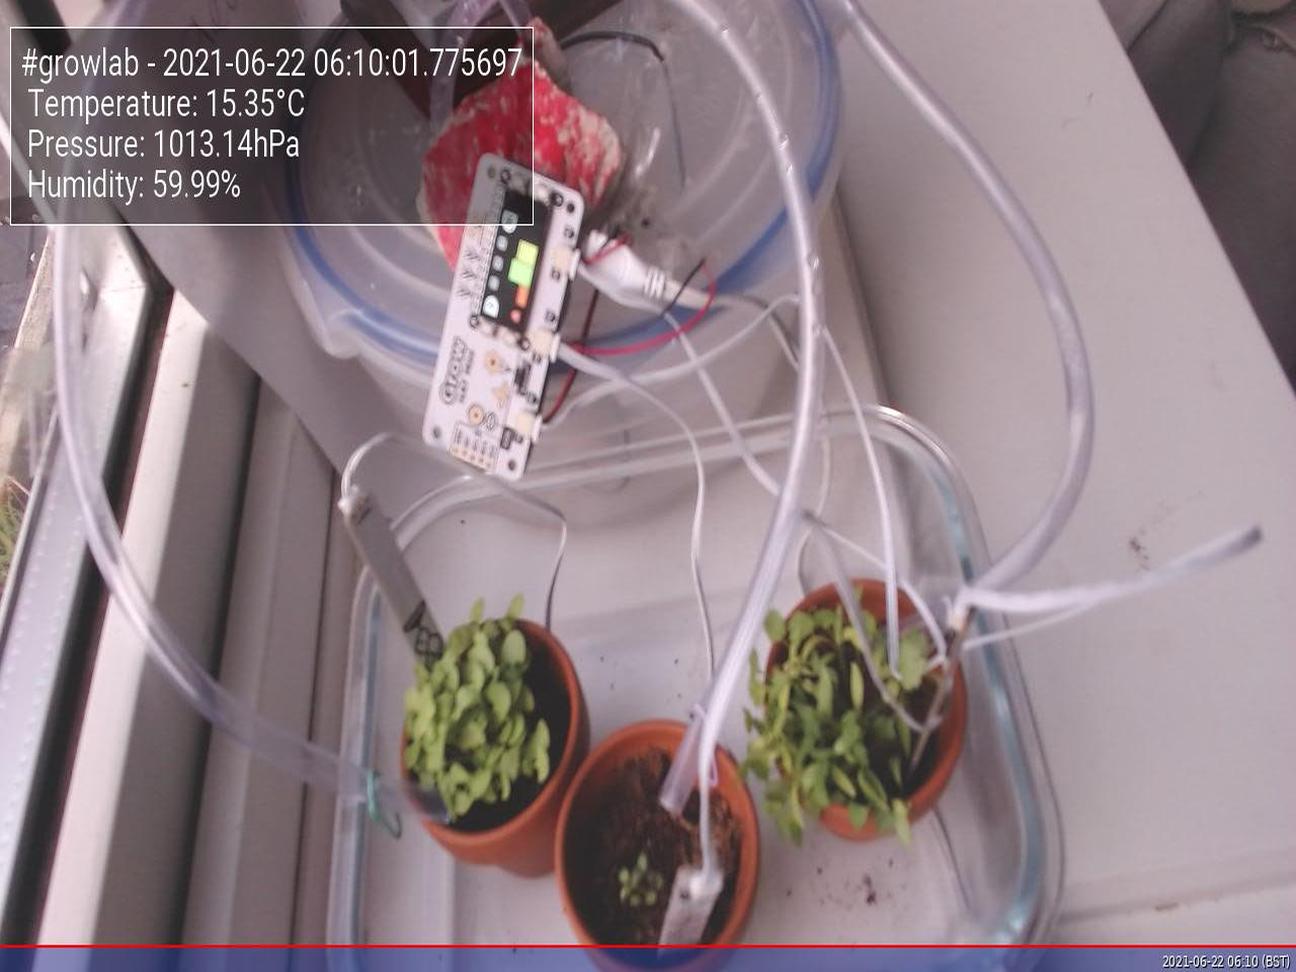 #growlab - 2021-06-22 06:10:01.775697
Temperature: 15.35°C
Pressure: 1013.14hPa
Humidity: 59.99%
GROW
2021-06-22 06:10 (BST)